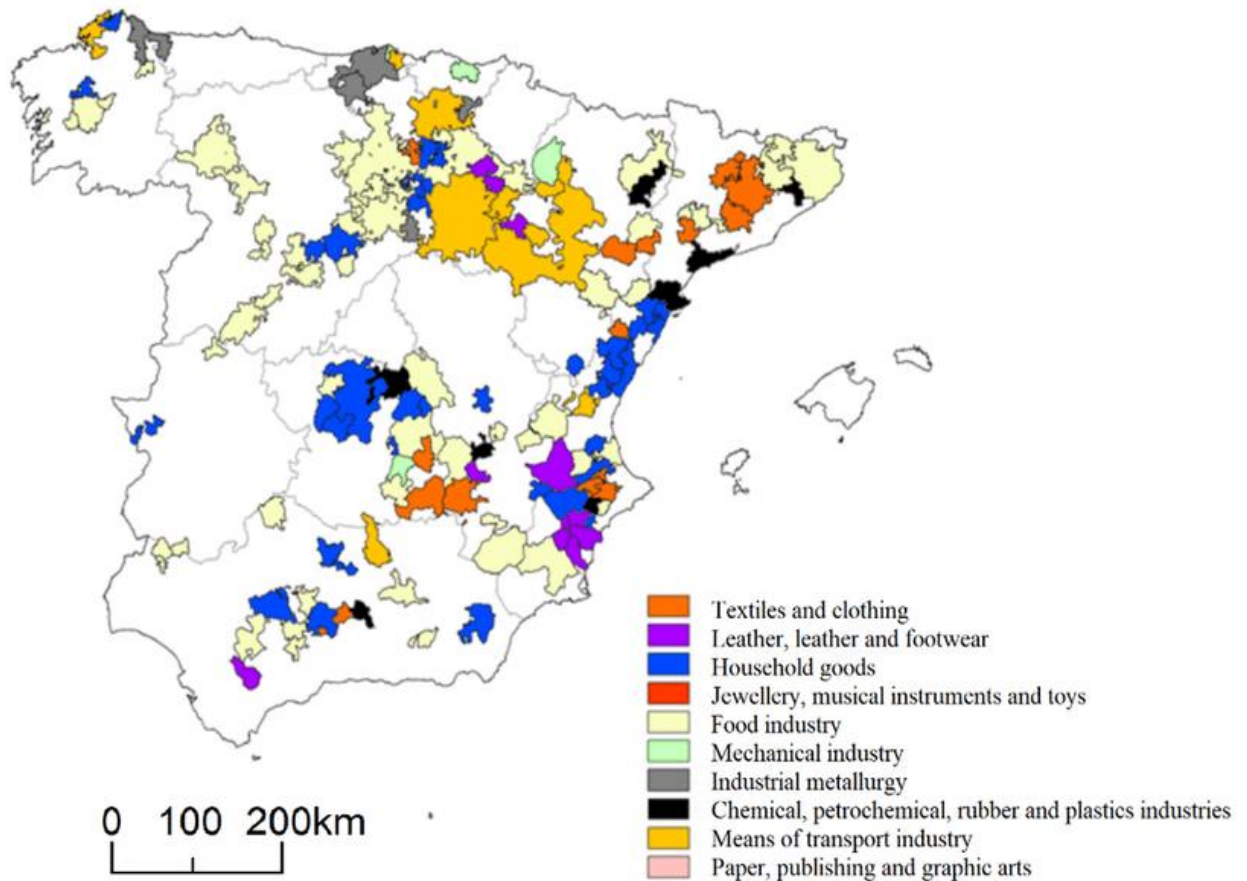 Textiles and clothing
Leather, leather and footwear
Household goods
Jewellery, musical instruments and toys
Food industry
Mechanical industry
Industrial metallurgy
Chemical, petrochemical, rubber and plastics industries
Means of transport industry
Paper, publishing and graphic arts
0 100 200km